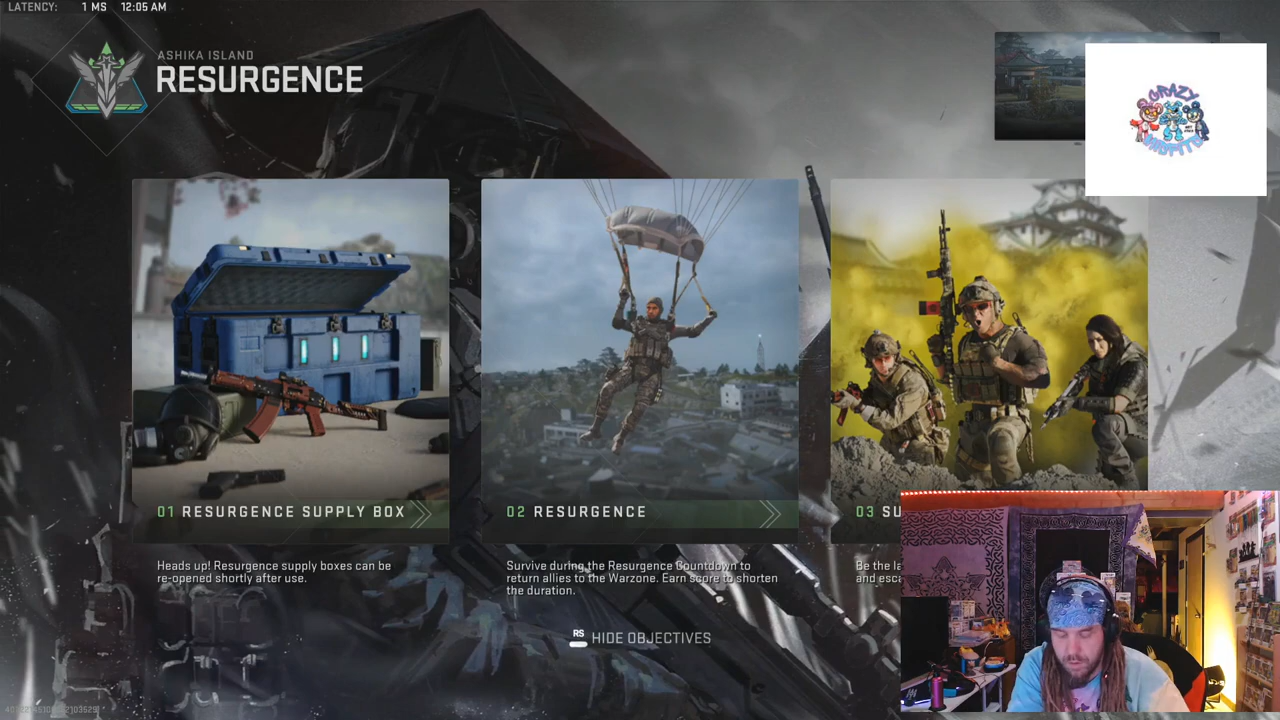 LATENCY: 1 MS 12:05 AM
ASHIKA ISLAND
RESURGENCE
CRAZY
01 RESURGENCE SUPPLY BOX
Heads up! Resurgence supply boxes can be
re-opened shortly after use.
02 RESURGENCE
Survive during the Resurgence Countdown to
return allies to the Warzone. Earn score to shorten
the duration.
03 SU
Be the la
and esca
RS HIDE OBJECTIVES